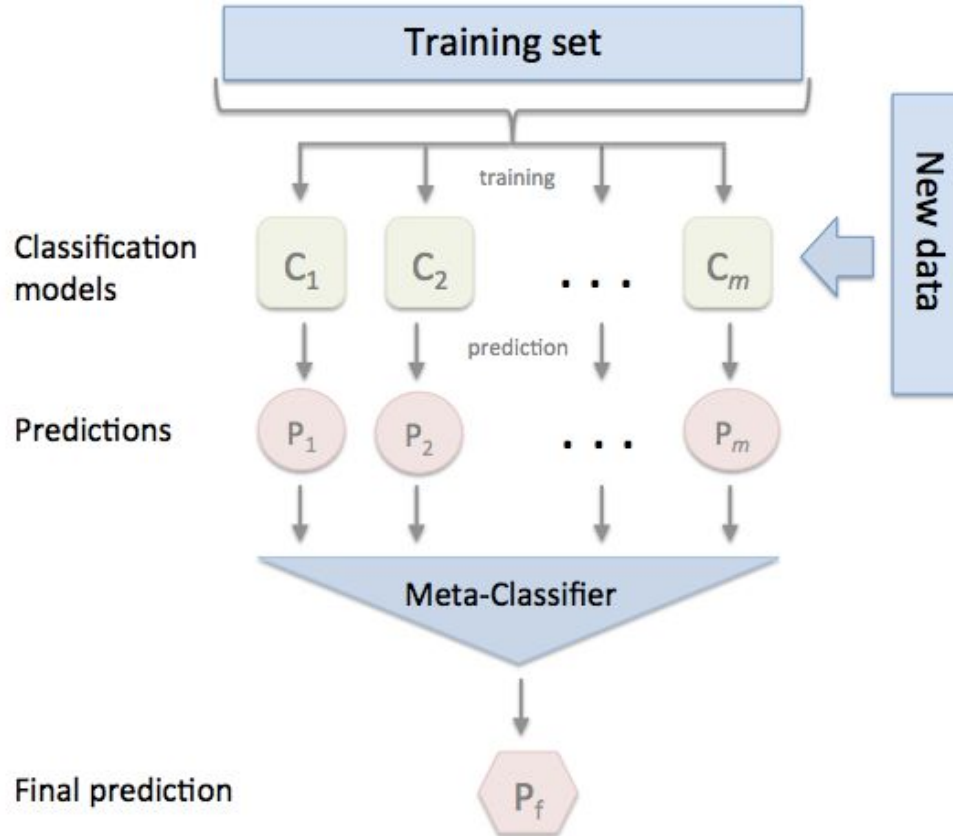 Training set
training
New data
Classification
models
C1
C2
. . .
Cm
prediction
Predictions
P1
P2
. . .
Pm
Meta-Classifier
Final prediction
Pf